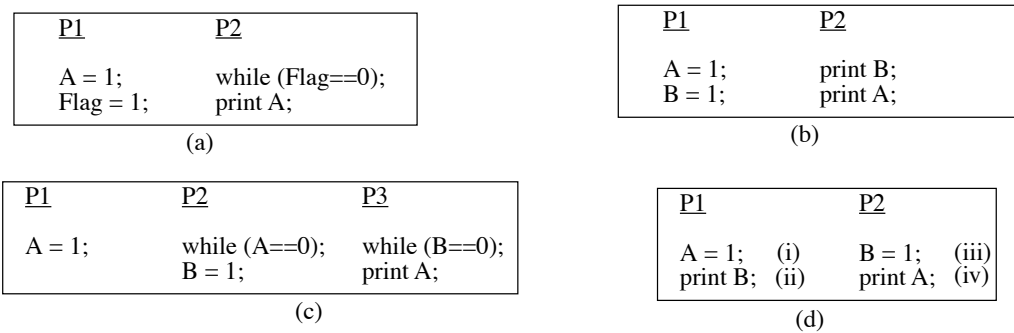 P1 P2
A = 1; while (Flag==0);
Flag = 1; print A;
(a)
P1 P2
A = 1; print B;
B = 1; print A;
(b)
P1 P2 P3
A = 1; while (A==0); while (B==0);
B = 1; print A;
(c)
P1 P2
A = 1; (i) B = 1; (iii)
print B; (ii) print A; (iv)
(d)